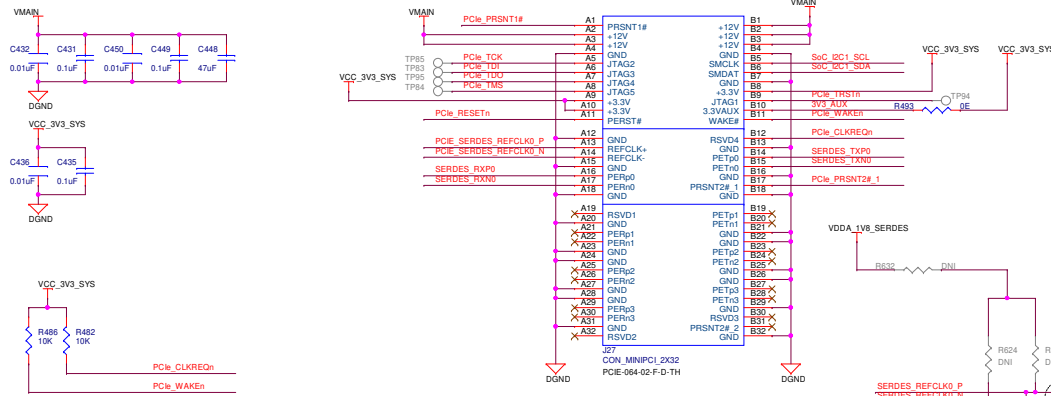 VMAIN
C432
C431
C450
C449
C448
0.01uF
0.1uF
0.01uF
0.1uF
47uF
DGND
VCC_3V3_SYS
C436
C435
0.01uF
0.1uF
DGND
VCC_3V3_SYS
R486
10K
R482
10K
PCIe_CLKREQn
PCIe_WAKEn
VMAIN
VMAIN
PCIe_PRSNT1#
TP85 PCIe_TCK
TP83 PCIe_TDI
TP95 PCIe_TDO
TP84 PCIe_TMS
VCC_3V3_SYS
PCIe_RESETn
PCIE_SERDES_REFCLK0_P
PCIE_SERDES_REFCLK0_N
SERDES_RXP0
SERDES_RXN0
A1 PRSNT1# +12V B1
A2 +12V +12V B2
A3 +12V +12V B3
A4 GND GND B4
A5 JTAG2 SMCLK B5
A6 JTAG3 SMDAT B6
A7 JTAG4 GND B7
A8 JTAG5 +3.3V B8
A9 +3.3V JTAG1 B9
A10 +3.3V 3.3VAUX B10
A11 PERST# WAKE# B11
A12 GND RSVD4 B12
A13 REFCLK+ GND B13
A14 REFCLK- PETp0 B14
A15 GND PETn0 B15
A16 PERp0 GND B16
A17 PERn0 PRSNT2#_1 B17
A18 GND GND B18
A19 RSVD1 PETp1 B19
A20 GND PETn1 B20
A21 PERp1 GND B21
A22 PERn1 GND B22
A23 GND PETp2 B23
A24 GND PETn2 B24
A25 PERp2 GND B25
A26 PERn2 GND B26
A27 GND PETp3 B27
A28 GND PETn3 B28
A29 PERp3 GND B29
A30 PERn3 RSVD3 B30
A31 GND PRSNT2#_2 B31
A32 RSVD2 GND B32
J27
CON_MINIPCI_2X32
PCIE-064-02-F-D-TH
DGND
DGND
SoC_I2C1_SCL
SoC_I2C1_SDA
VCC_3V3_SYS
VCC_3V3_SYS
PCIe_TRSTn
TP94
3V3_AUX
R493
0E
PCIe_WAKEn
PCIe_CLKREQn
SERDES_TXP0
SERDES_TXN0
PCIe_PRSNT2#_1
VDDA_1V8_SERDES
R632
DNI
R624
DNI
SERDES_REFCLK0_P
SERDES_REFCLK0_N